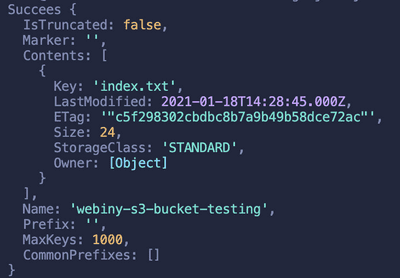 Succees {
IsTruncated: false,
Marker: '',
Contents: [
{
Key: 'index.txt',
LastModified: 2021-01-18T14:28:45.000Z,
ETag: '"c5f298302cbdbc8b7a9b49b58dce72ac"',
Size: 24,
StorageClass: 'STANDARD',
Owner: [Object]
}
],
Name: 'webiny-s3-bucket-testing',
Prefix: '',
MaxKeys: 1000,
CommonPrefixes: []
}